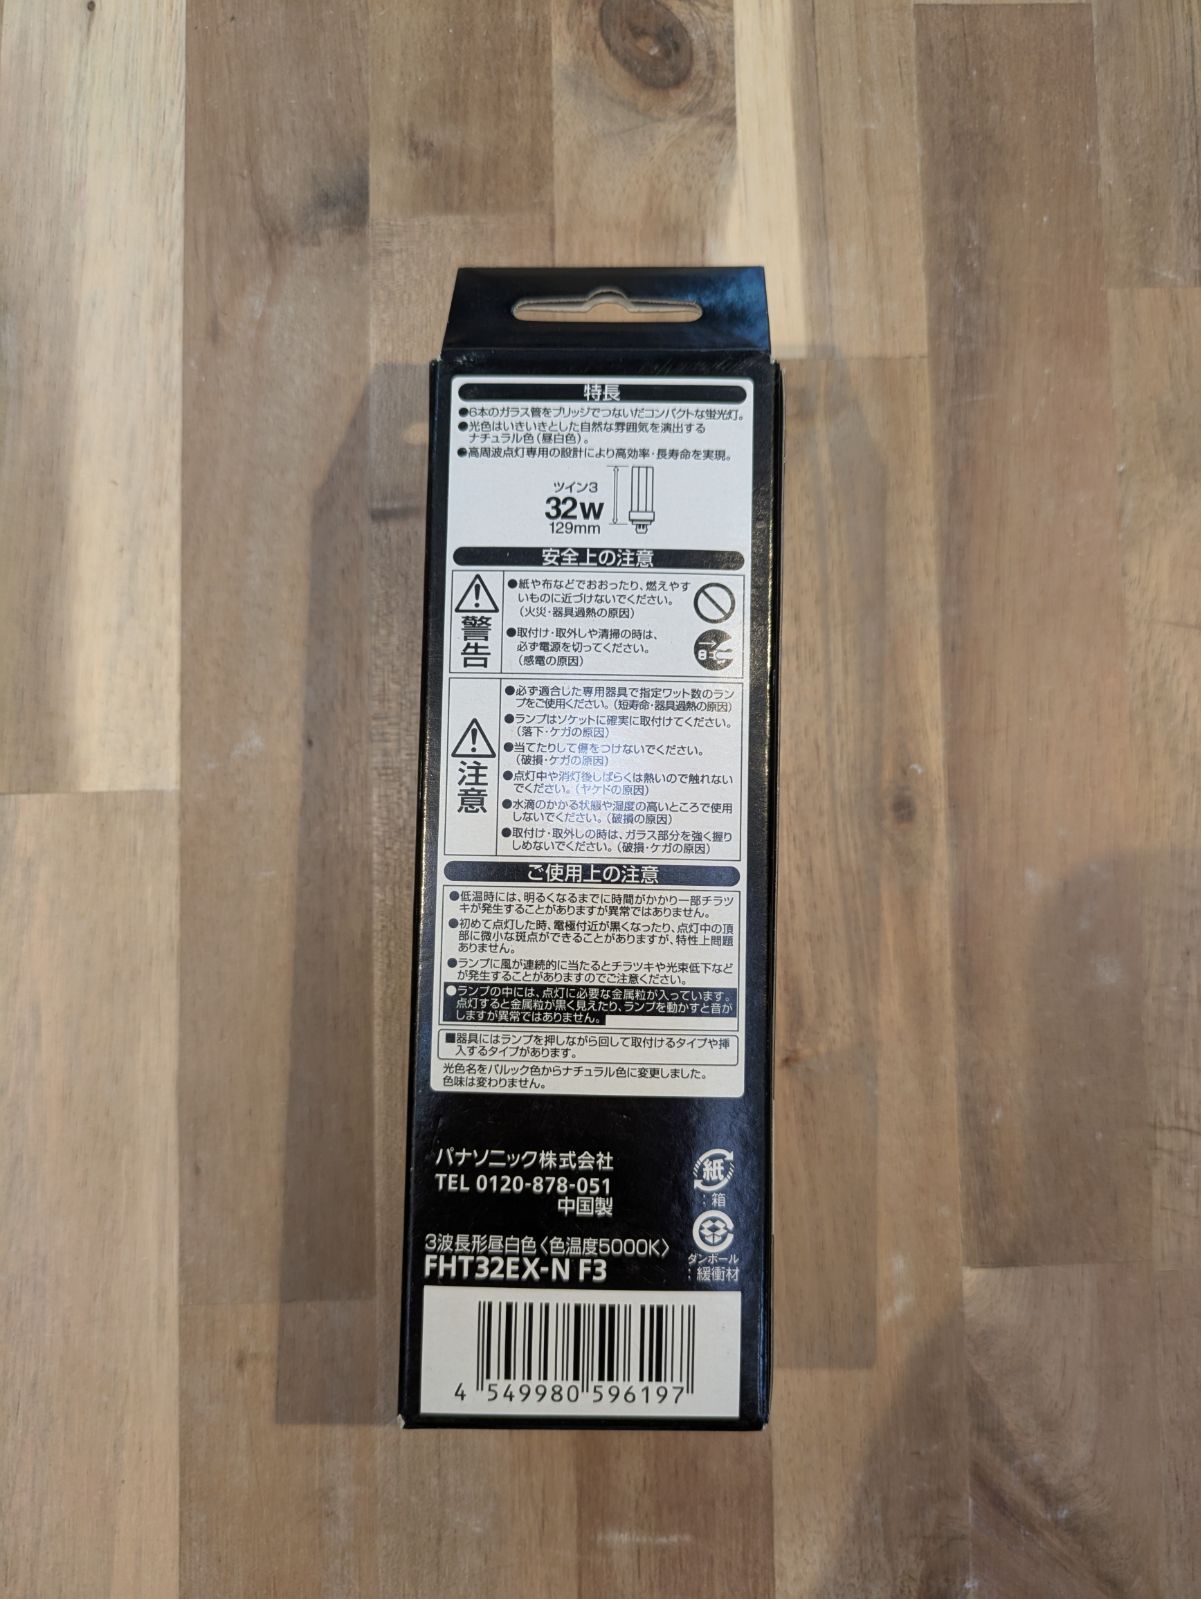 特長
●6本のガラス管をブリッジでつないだコンパクトな蛍光灯。
●光色はいきいきとした自然な雰囲気を演出する
ナチュラル色（昼白色）。
●高周波点灯専用の設計により高効率・長寿命を実現。
ツイン3
32W
129mm
安全上の注意
警告
●紙や布などでおおったり、燃えやす
いものに近づけないでください。
（火災・器具過熱の原因）
●取付け・取外しや清掃の時は、
必ず電源を切ってください。
（感電の原因）
注意
●必ず適合した専用器具で指定ワット数のラン
プをご使用ください。（短寿命・器具過熱の原因）
●ランプはソケットに確実に取付けてください。
（落下・ケガの原因）
●当てたりして傷をつけないでください。
（破損・ケガの原因）
●点灯中や消灯後しばらくは熱いので触れない
でください。（ヤケドの原因）
●水滴のかかる状態や湿度の高いところで使用
しないでください。（破損の原因）
●取付け・取外しの時は、ガラス部分を強く握り
しめないでください。（破損・ケガの原因）
ご使用上の注意
●低温時には、明るくなるまでに時間がかかり一部チラツ
キが発生することがありますが異常ではありません。
●初めて点灯した時、電極付近が黒くなったり、点灯中の頂
部に微小な斑点ができることがありますが、特性上問題
ありません。
●ランプに風が連続的に当たるとチラツキや光束低下など
が発生することがありますのでご注意ください。
●ランプの中には、点灯に必要な金属粒が入っています。
点灯すると金属粒が黒く見えたり、ランプを動かすと音が
しますが異常ではありません。
■器具にはランプを押しながら回して取付けるタイプや挿
入するタイプがあります。
光色名をパルック色からナチュラル色に変更しました。
色味は変わりません。
パナソニック株式会社
TEL 0120-878-051
中国製
紙
：箱
ダンボール
：緩衝材
3波長形昼白色〈色温度5000K〉
FHT32EX-N F3
4 549980 596197